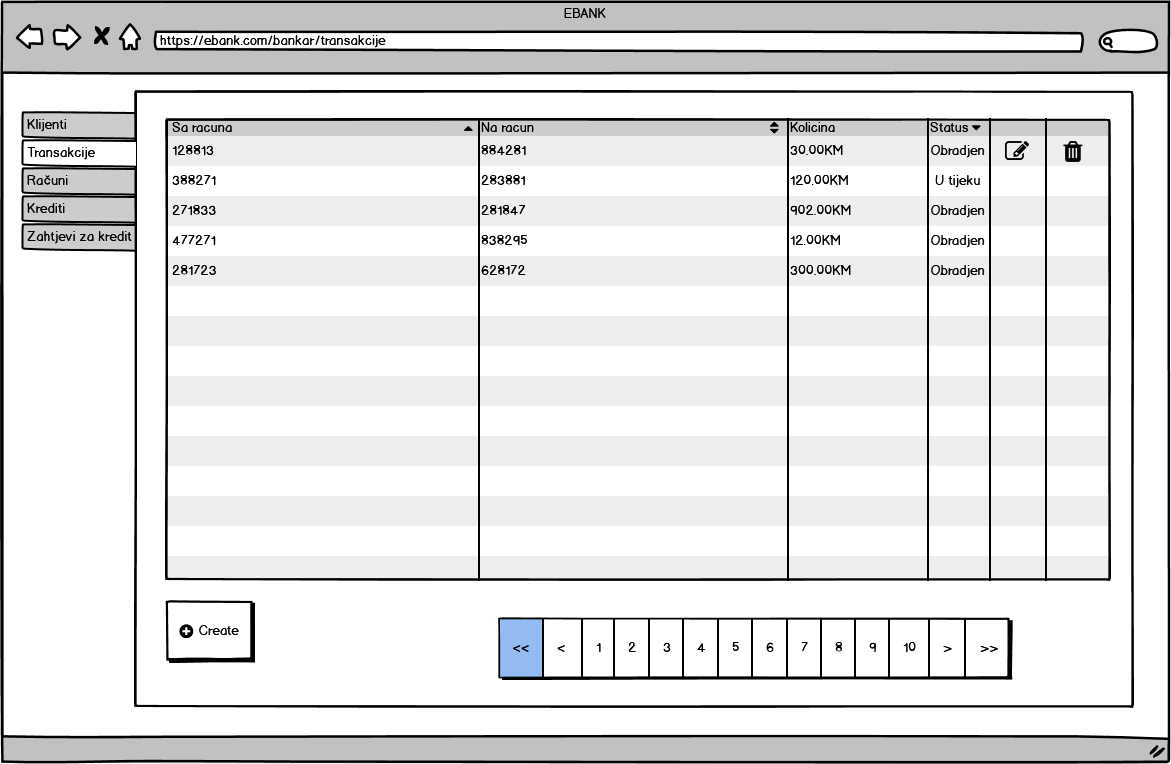 EBANK
https://ebank.com/bankar/transakcije
Klijenti
Transakcije
Računi
Krediti
Zahtjevi za kredit
Sa racuna Na racun Kolicina Status
128813 884281 30.00KM Obradjen
388271 283881 120.00KM U tijeku
271833 281847 902.00KM Obradjen
477271 838295 12.00KM Obradjen
281723 628172 300.00KM Obradjen
Create
<< < 1 2 3 4 5 6 7 8 9 10 > >>